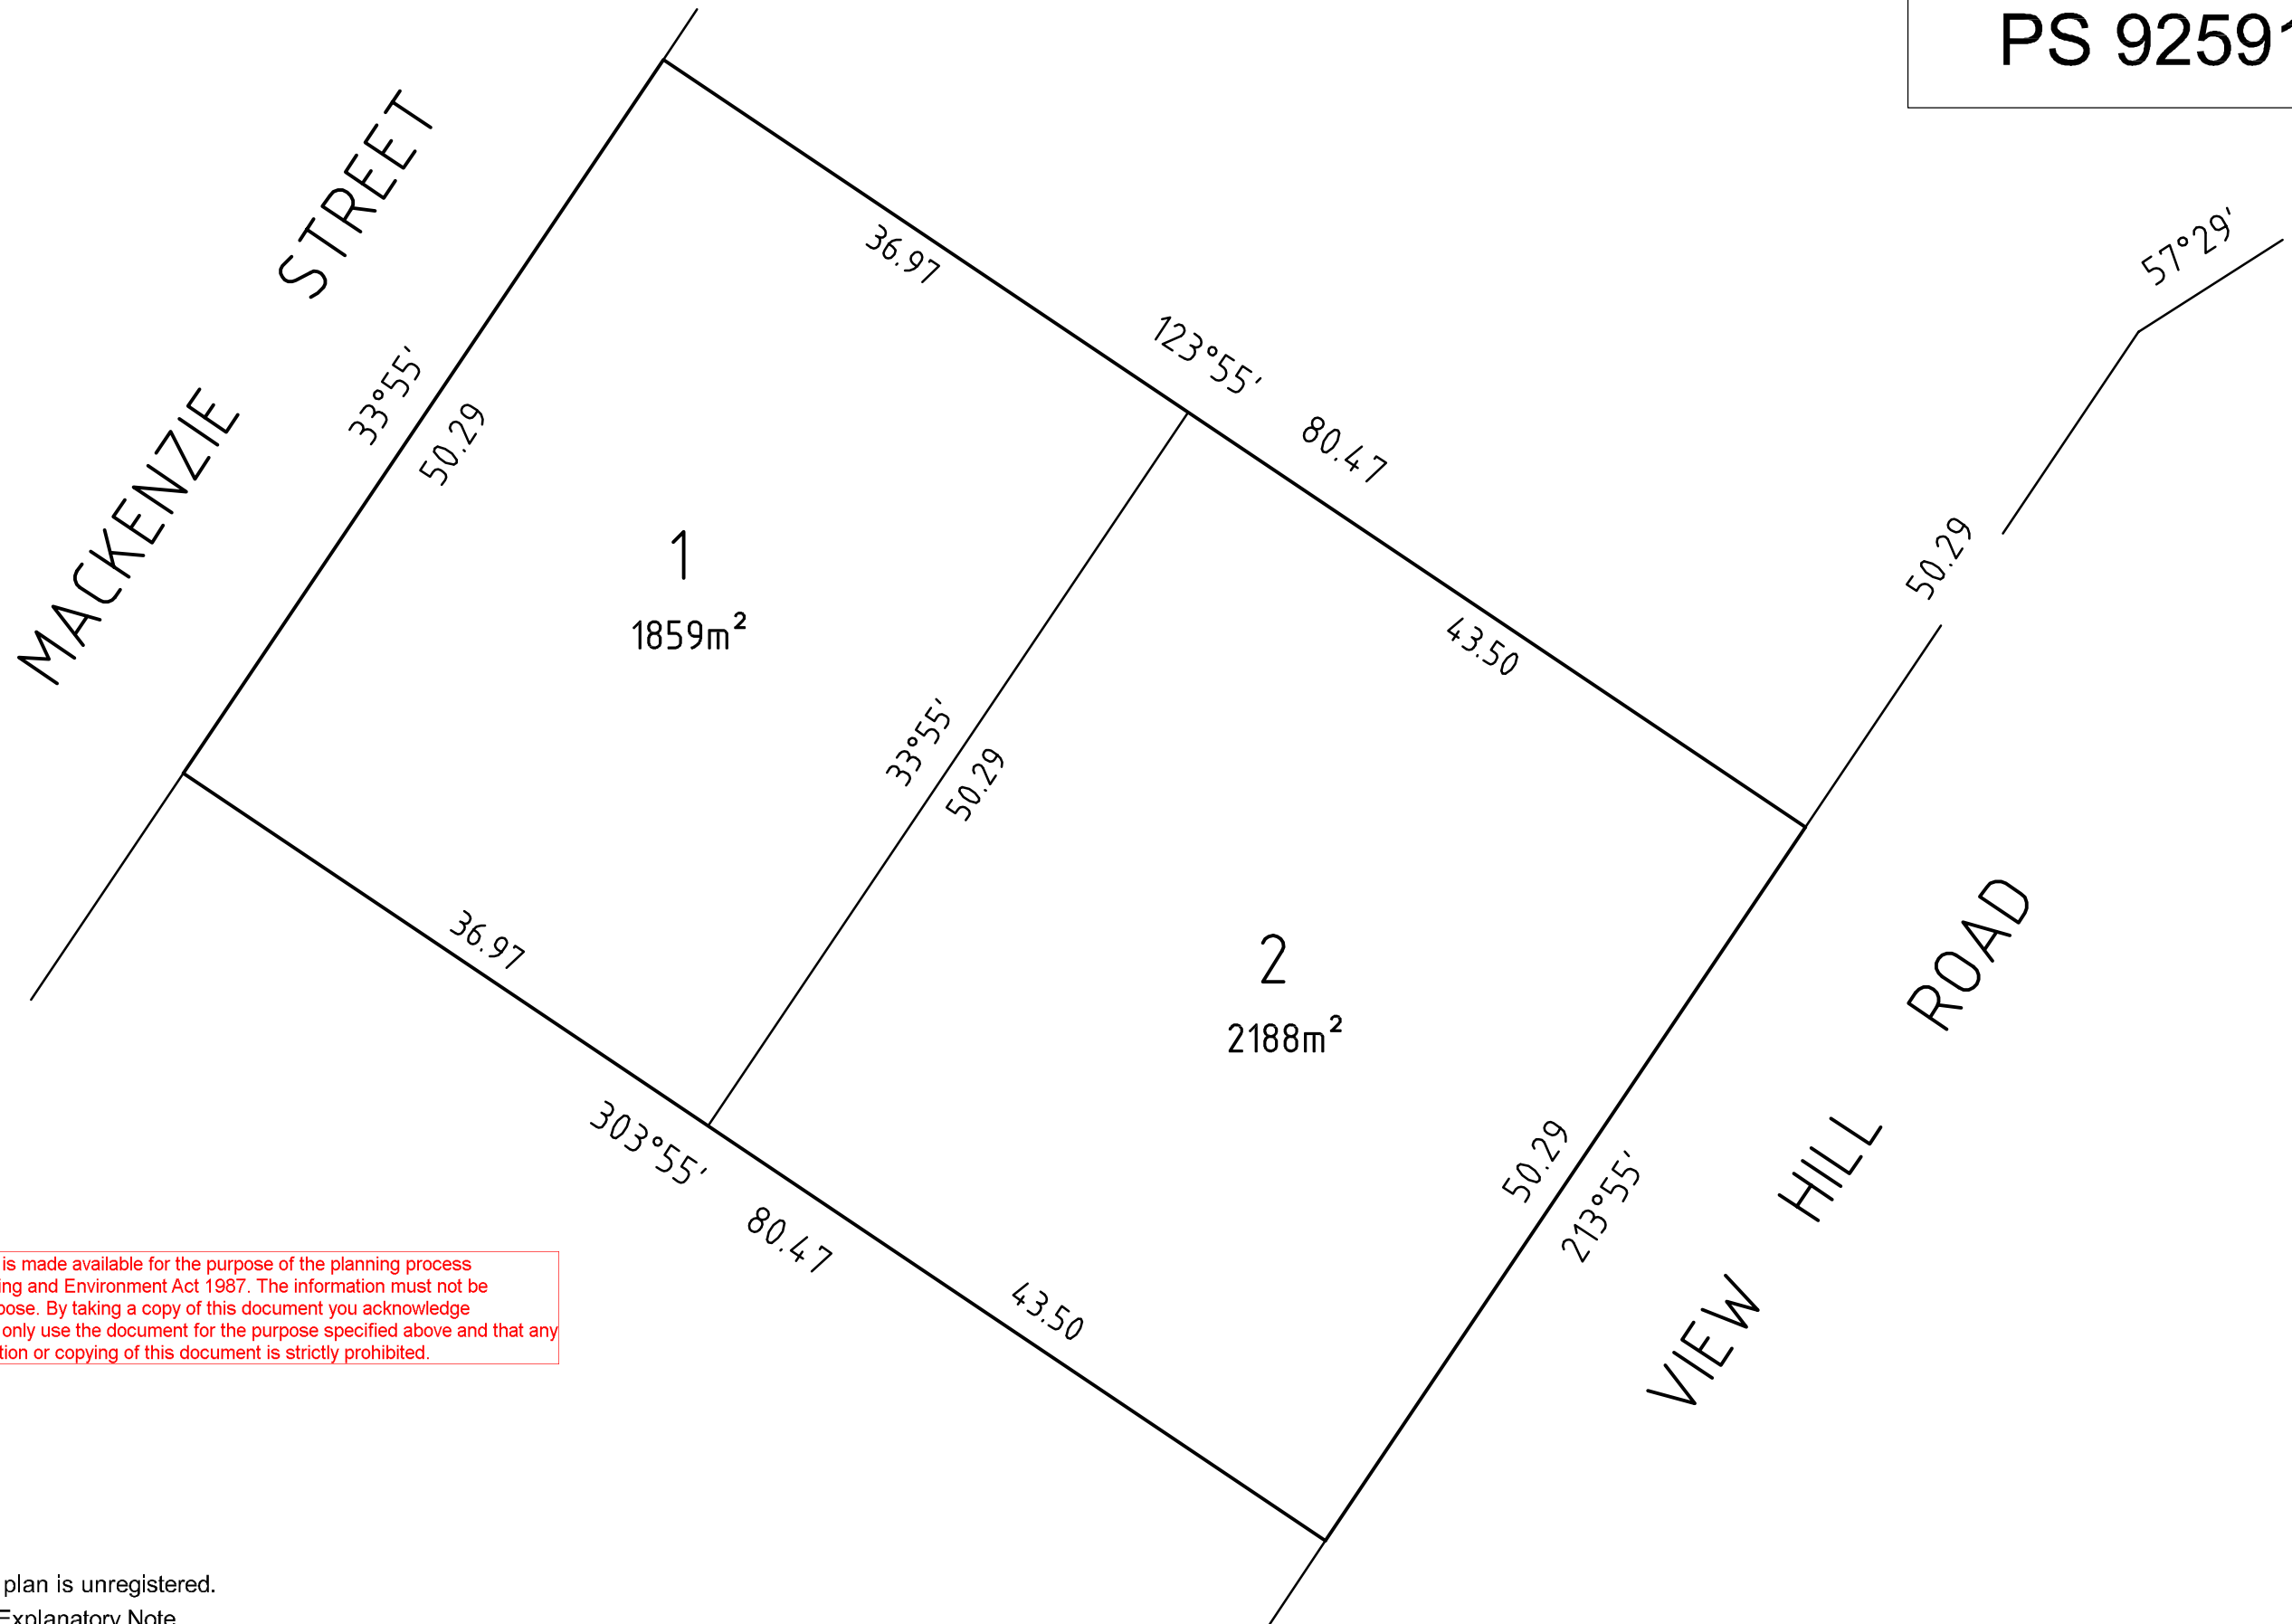 PS 92591
MACKENZIE STREET
33°55'
50.29
36.97
123°55' 80.47
57°29'
50.29
1
1859m²
43.50
33°55'
50.29
36.97
2
2188m²
VIEW HILL ROAD
303°55' 80.47
50.29
213°55'
43.50
is made available for the purpose of the planning process
ing and Environment Act 1987. The information must not be
pose. By taking a copy of this document you acknowledge
only use the document for the purpose specified above and that any
tion or copying of this document is strictly prohibited.
plan is unregistered.
Explanatory Note